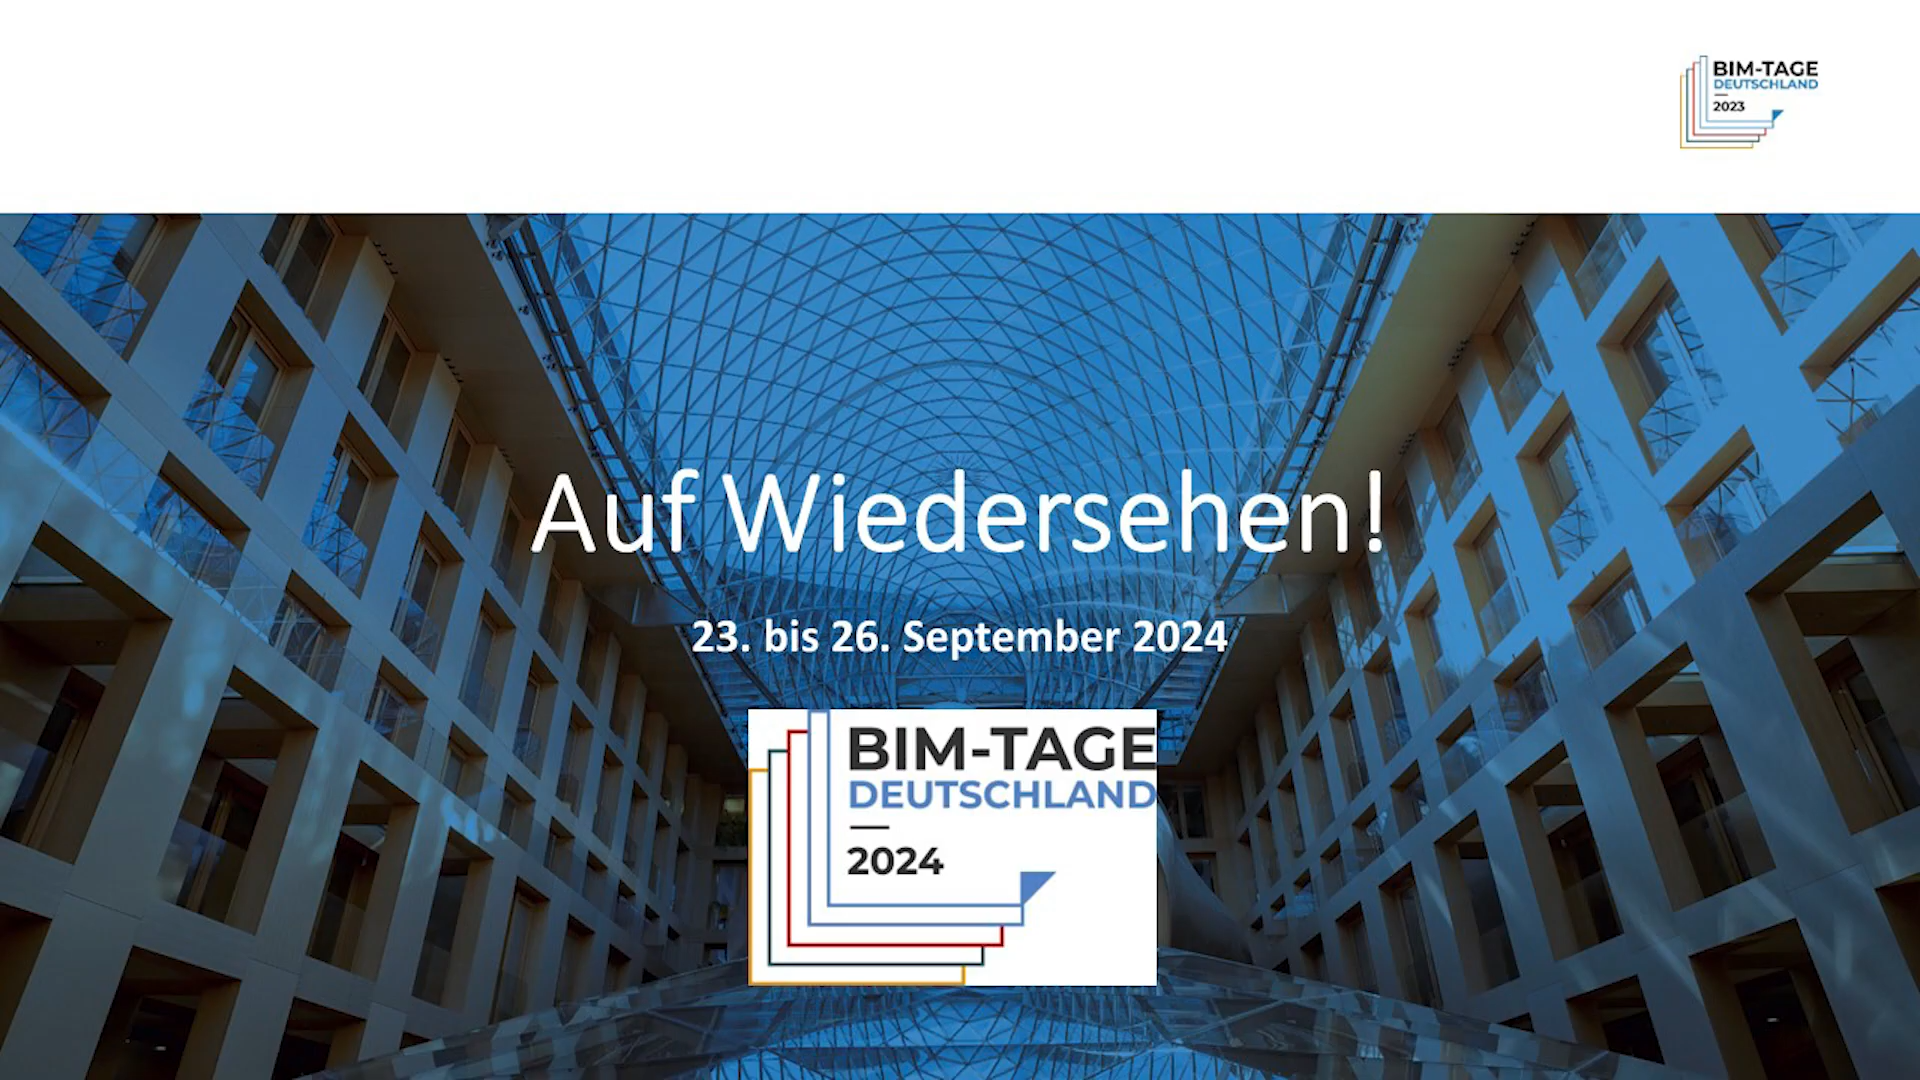 BIM-TAGE
DEUTSCHLAND
2023
Auf Wiedersehen!
23. bis 26. September 2024
BIM-TAGE
DEUTSCHLAND
2024